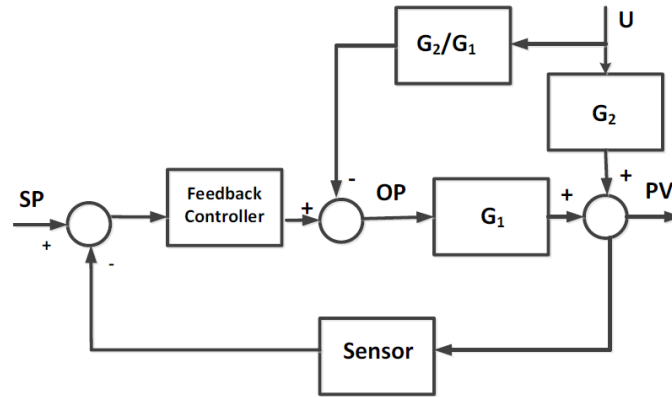 U
G₂/G₁
G₂
SP
Feedback
Controller
+
-
OP
G₁
+
+
PV
+
-
Sensor